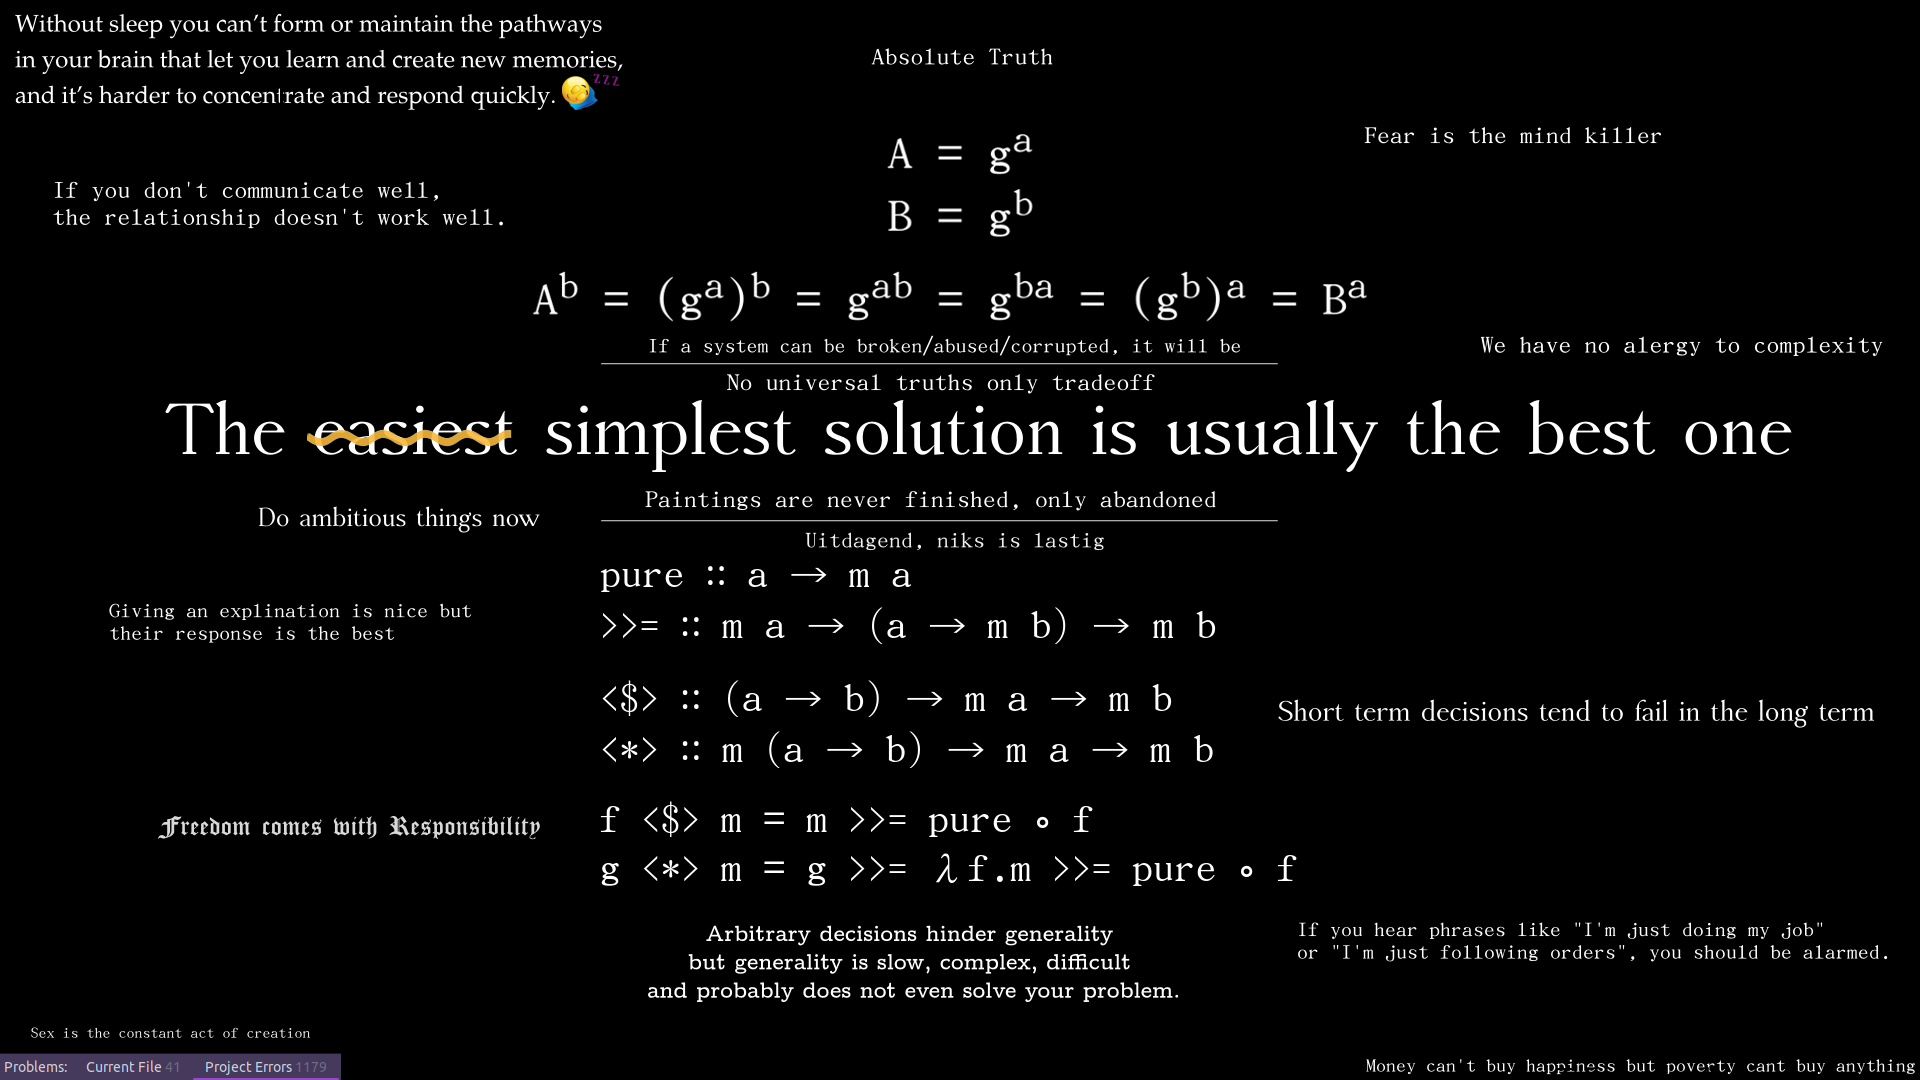 Without sleep you can’t form or maintain the pathways
in your brain that let you learn and create new memories,
and it’s harder to concentrate and respond quickly. 🥱zzz
Absolute Truth
Fear is the mind killer
A = gᵃ
B = gᵇ
If you don't communicate well,
the relationship doesn't work well.
Aᵇ = (gᵃ)ᵇ = gᵃᵇ = gᵇᵃ = (gᵇ)ᵃ = Bᵃ
If a system can be broken/abused/corrupted, it will be
We have no alergy to complexity
No universal truths only tradeoff
The easiest simplest solution is usually the best one
Paintings are never finished, only abandoned
Do ambitious things now
Uitdagend, niks is lastig
pure :: a → m a
>>= :: m a → (a → m b) → m b
Giving an explination is nice but
their response is the best
<$> :: (a → b) → m a → m b
<*> :: m (a → b) → m a → m b
Short term decisions tend to fail in the long term
Freedom comes with Responsibility
f <$> m = m >>= pure ∘ f
g <*> m = g >>= λf.m >>= pure ∘ f
Arbitrary decisions hinder generality
but generality is slow, complex, difficult
and probably does not even solve your problem.
If you hear phrases like "I'm just doing my job"
or "I'm just following orders", you should be alarmed.
Sex is the constant act of creation
Problems: Current File 41 Project Errors 1179
Money can't buy happiness but poverty cant buy anything